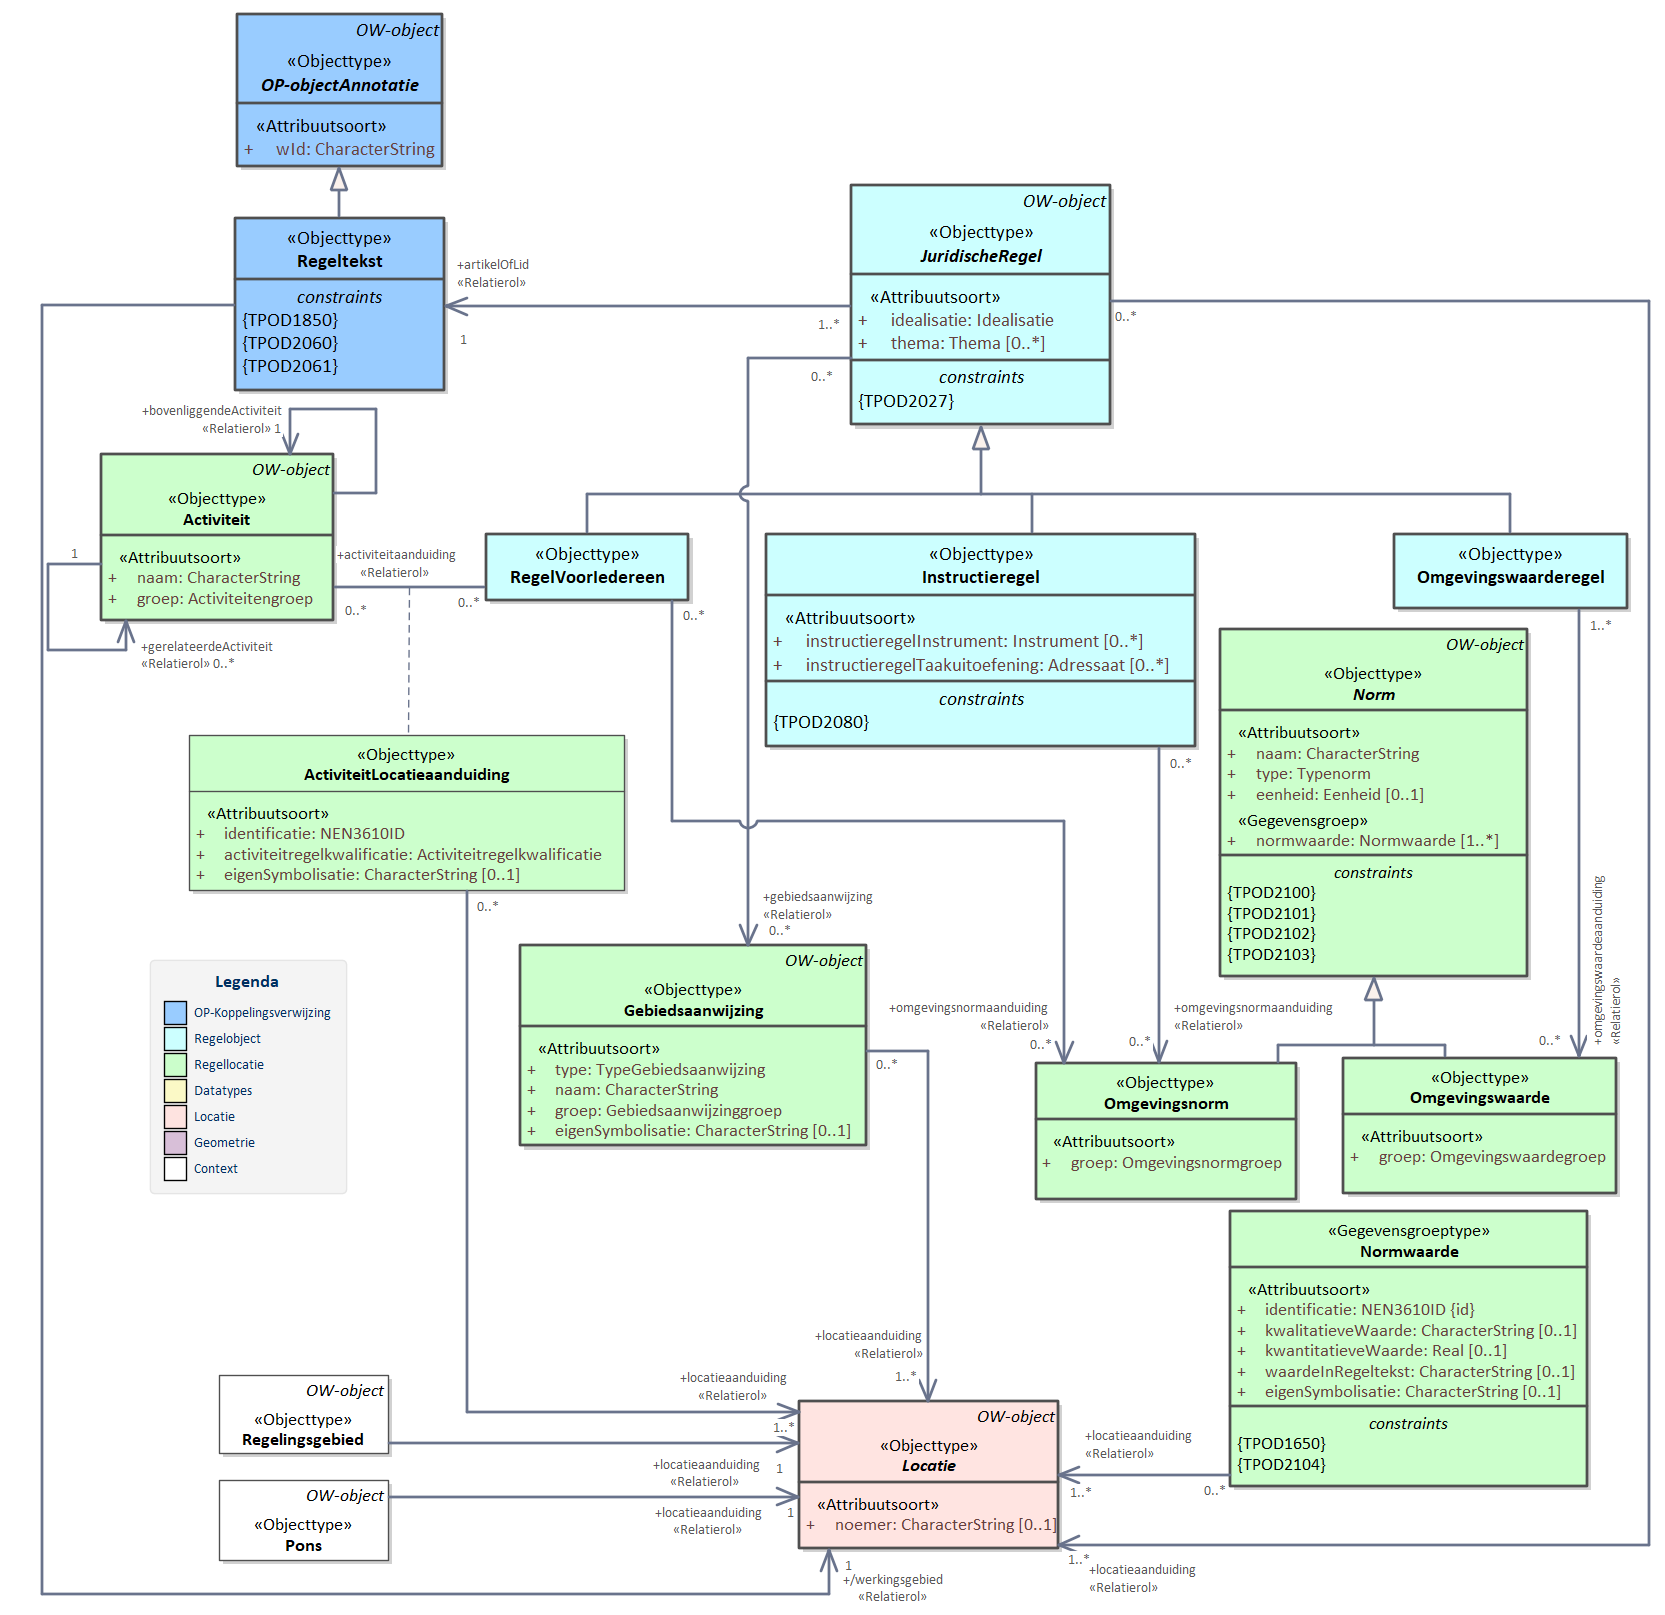 OW-object
«Objecttype»
OP-objectAnnotatie
«Attribuutsoort»
+ wId: CharacterString
«Objecttype»
Regeltekst
constraints
{TPOD1850}
{TPOD2060}
{TPOD2061}
+artikelOfLid
«Relatierol»
1
1..*
OW-object
«Objecttype»
JuridischeRegel
«Attribuutsoort»
+ idealisatie: Idealisatie
+ thema: Thema [0..*]
constraints
{TPOD2027}
0..*
0..*
+bovenliggendeActiviteit
«Relatierol» 1
OW-object
«Objecttype»
Activiteit
«Attribuutsoort»
+ naam: CharacterString
+ groep: Activiteitengroep
1
+gerelateerdeActiviteit
«Relatierol» 0..*
+activiteitaanduiding
«Relatierol»
0..*
0..*
«Objecttype»
RegelVoorIedereen
0..*
«Objecttype»
Instructieregel
«Attribuutsoort»
+ instructieregelInstrument: Instrument [0..*]
+ instructieregelTaakuitoefening: Adressaat [0..*]
constraints
{TPOD2080}
0..*
«Objecttype»
Omgevingswaarderegel
1..*
OW-object
«Objecttype»
Norm
«Attribuutsoort»
+ naam: CharacterString
+ type: Typenorm
+ eenheid: Eenheid [0..1]
«Gegevensgroep»
+ normwaarde: Normwaarde [1..*]
constraints
{TPOD2100}
{TPOD2101}
{TPOD2102}
{TPOD2103}
+omgevingswaardeaanduiding
«Relatierol»
0..*
«Objecttype»
ActiviteitLocatieaanduiding
«Attribuutsoort»
+ identificatie: NEN3610ID
+ activiteitregelkwalificatie: Activiteitregelkwalificatie
+ eigenSymbolisatie: CharacterString [0..1]
0..*
+gebiedsaanwijzing
«Relatierol»
0..*
OW-object
«Objecttype»
Gebiedsaanwijzing
«Attribuutsoort»
+ type: TypeGebiedsaanwijzing
+ naam: CharacterString
+ groep: Gebiedsaanwijzinggroep
+ eigenSymbolisatie: CharacterString [0..1]
0..*
+omgevingsnormaanduiding
«Relatierol»
0..*
+omgevingsnormaanduiding
«Relatierol»
0..*
«Objecttype»
Omgevingsnorm
«Attribuutsoort»
+ groep: Omgevingsnormgroep
«Objecttype»
Omgevingswaarde
«Attribuutsoort»
+ groep: Omgevingswaardegroep
Legenda
OP-Koppelingsverwijzing
Regelobject
Regellocatie
Datatypes
Locatie
Geometrie
Context
«Gegevensgroeptype»
Normwaarde
«Attribuutsoort»
+ identificatie: NEN3610ID {id}
+ kwalitatieveWaarde: CharacterString [0..1]
+ kwantitatieveWaarde: Real [0..1]
+ waardeInRegeltekst: CharacterString [0..1]
+ eigenSymbolisatie: CharacterString [0..1]
constraints
{TPOD1650}
{TPOD2104}
+locatieaanduiding
«Relatierol»
1..*
+locatieaanduiding
«Relatierol»
1..*
OW-object
«Objecttype»
Regelingsgebied
+locatieaanduiding
«Relatierol»
1
OW-object
«Objecttype»
Pons
+locatieaanduiding
«Relatierol»
1
OW-object
«Objecttype»
Locatie
«Attribuutsoort»
+ noemer: CharacterString [0..1]
+locatieaanduiding
«Relatierol»
1..*
0..*
1..*
+locatieaanduiding
«Relatierol»
1
+/werkingsgebied
«Relatierol»